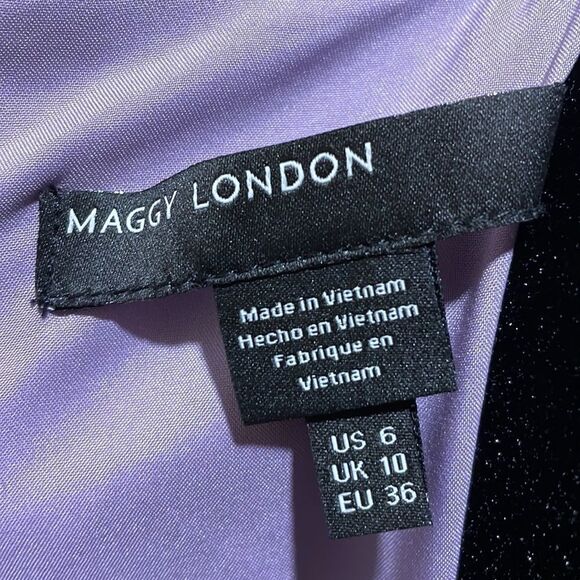 MAGGY LONDON
Made in Vietnam
Hecho en Vietnam
Fabrique en
Vietnam
US 6
UK 10
EU 36